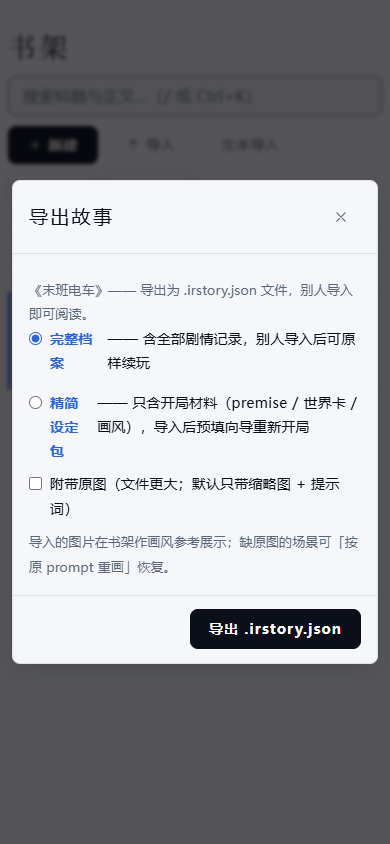 书架
搜索标题与正文… (/ 或 Ctrl+K)
+ 新建
↑ 导入
文本导入
导出故事
×
《末班电车》—— 导出为 .irstory.json 文件，别人导入
即可阅读。
完整档案 —— 含全部剧情记录，别人导入后可原
样续玩
精简设定包 —— 只含开局材料（premise / 世界卡 /
画风），导入后预填向导重新开局
附带原图（文件更大；默认只带缩略图 + 提示
词）
导入的图片在书架作画风参考展示；缺原图的场景可「按
原 prompt 重画」恢复。
导出 .irstory.json